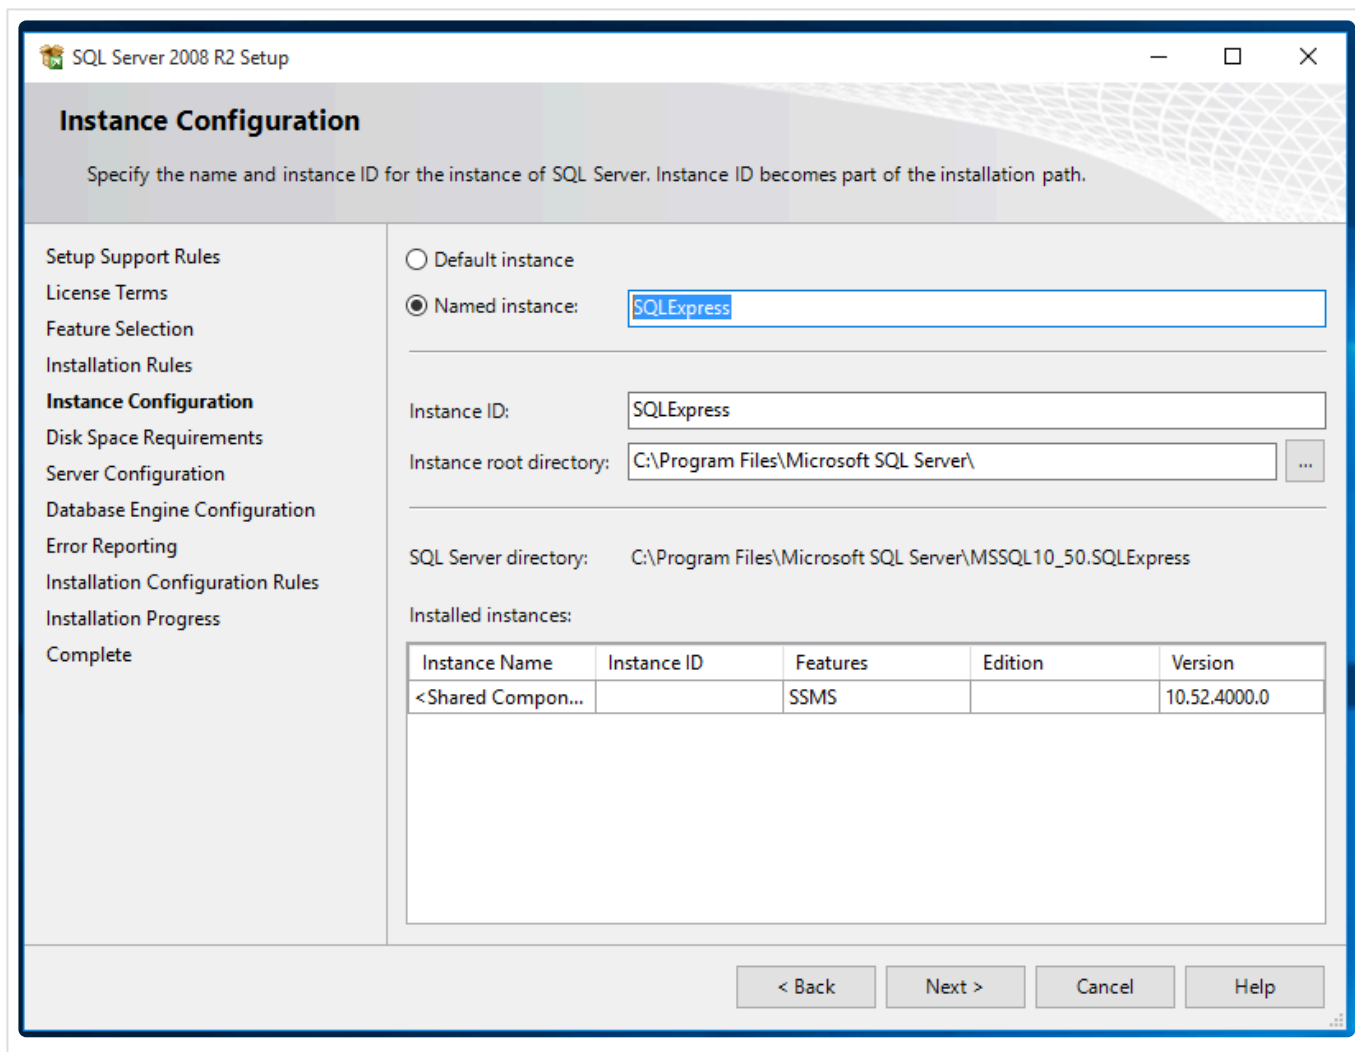 SQL Server 2008 R2 Setup
Instance Configuration
Specify the name and instance ID for the instance of SQL Server. Instance ID becomes part of the installation path.
Setup Support Rules
License Terms
Feature Selection
Installation Rules
Instance Configuration
Disk Space Requirements
Server Configuration
Database Engine Configuration
Error Reporting
Installation Configuration Rules
Installation Progress
Complete
Default instance
Named instance: SQLExpress
Instance ID: SQLExpress
Instance root directory: C:\Program Files\Microsoft SQL Server\ ...
SQL Server directory: C:\Program Files\Microsoft SQL Server\MSSQL10_50.SQLExpress
Installed instances:
Instance Name Instance ID Features Edition Version
<Shared Compon... SSMS 10.52.4000.0
< Back Next > Cancel Help